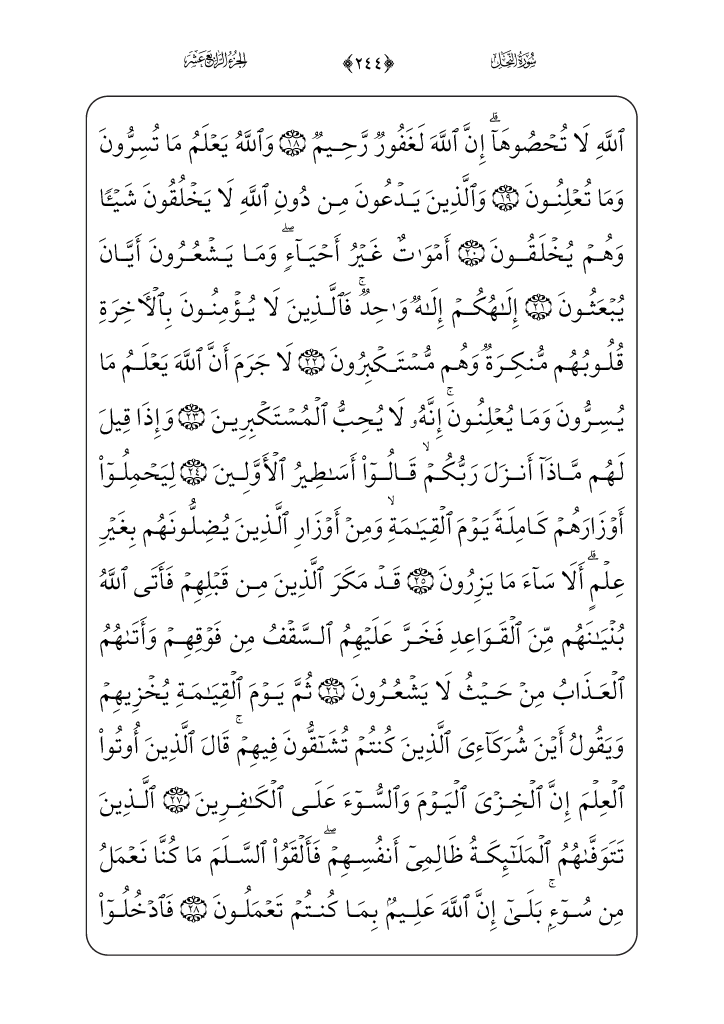 سُورَةُ النَّحْلِ ﴿٢٤٤﴾ الجُزْءُ الرَّابِعَ عَشَرَ
ٱللَّهِ لَا تُحۡصُوهَآۗ إِنَّ ٱللَّهَ لَغَفُورٞ رَّحِيمٞ ١٨ وَٱللَّهُ يَعۡلَمُ مَا تُسِرُّونَ
وَمَا تُعۡلِنُونَ ١٩ وَٱلَّذِينَ يَدۡعُونَ مِن دُونِ ٱللَّهِ لَا يَخۡلُقُونَ شَيۡـٔٗا
وَهُمۡ يُخۡلَقُونَ ٢٠ أَمۡوَٰتٌ غَيۡرُ أَحۡيَآءٖۖ وَمَا يَشۡعُرُونَ أَيَّانَ
يُبۡعَثُونَ ٢١ إِلَٰهُكُمۡ إِلَٰهٞ وَٰحِدٞۚ فَٱلَّذِينَ لَا يُؤۡمِنُونَ بِٱلۡأٓخِرَةِ
قُلُوبُهُم مُّنكِرَةٞ وَهُم مُّسۡتَكۡبِرُونَ ٢٢ لَا جَرَمَ أَنَّ ٱللَّهَ يَعۡلَمُ مَا
يُسِرُّونَ وَمَا يُعۡلِنُونَۚ إِنَّهُۥ لَا يُحِبُّ ٱلۡمُسۡتَكۡبِرِينَ ٢٣ وَإِذَا قِيلَ
لَهُم مَّاذَآ أَنزَلَ رَبُّكُمۡ ۙ قَالُوٓاْ أَسَٰطِيرُ ٱلۡأَوَّلِينَ ٢٤ لِيَحۡمِلُوٓاْ
أَوۡزَارَهُمۡ كَامِلَةٗ يَوۡمَ ٱلۡقِيَٰمَةِ ۙ وَمِنۡ أَوۡزَارِ ٱلَّذِينَ يُضِلُّونَهُم بِغَيۡرِ
عِلۡمٍۗ أَلَا سَآءَ مَا يَزِرُونَ ٢٥ قَدۡ مَكَرَ ٱلَّذِينَ مِن قَبۡلِهِمۡ فَأَتَى ٱللَّهُ
بُنۡيَٰنَهُم مِّنَ ٱلۡقَوَاعِدِ فَخَرَّ عَلَيۡهِمُ ٱلسَّقۡفُ مِن فَوۡقِهِمۡ وَأَتَىٰهُمُ
ٱلۡعَذَابُ مِنۡ حَيۡثُ لَا يَشۡعُرُونَ ٢٦ ثُمَّ يَوۡمَ ٱلۡقِيَٰمَةِ يُخۡزِيهِمۡ
وَيَقُولُ أَيۡنَ شُرَكَآءِيَ ٱلَّذِينَ كُنتُمۡ تُشَٰٓقُّونَ فِيهِمۡۚ قَالَ ٱلَّذِينَ أُوتُواْ
ٱلۡعِلۡمَ إِنَّ ٱلۡخِزۡيَ ٱلۡيَوۡمَ وَٱلسُّوٓءَ عَلَى ٱلۡكَٰفِرِينَ ٢٧ ٱلَّذِينَ
تَتَوَفَّىٰهُمُ ٱلۡمَلَٰٓئِكَةُ ظَالِمِيٓ أَنفُسِهِمۡۖ فَأَلۡقَوُاْ ٱلسَّلَمَ مَا كُنَّا نَعۡمَلُ
مِن سُوٓءِۭۚ بَلَىٰٓ إِنَّ ٱللَّهَ عَلِيمُۢ بِمَا كُنتُمۡ تَعۡمَلُونَ ٢٨ فَٱدۡخُلُوٓاْ